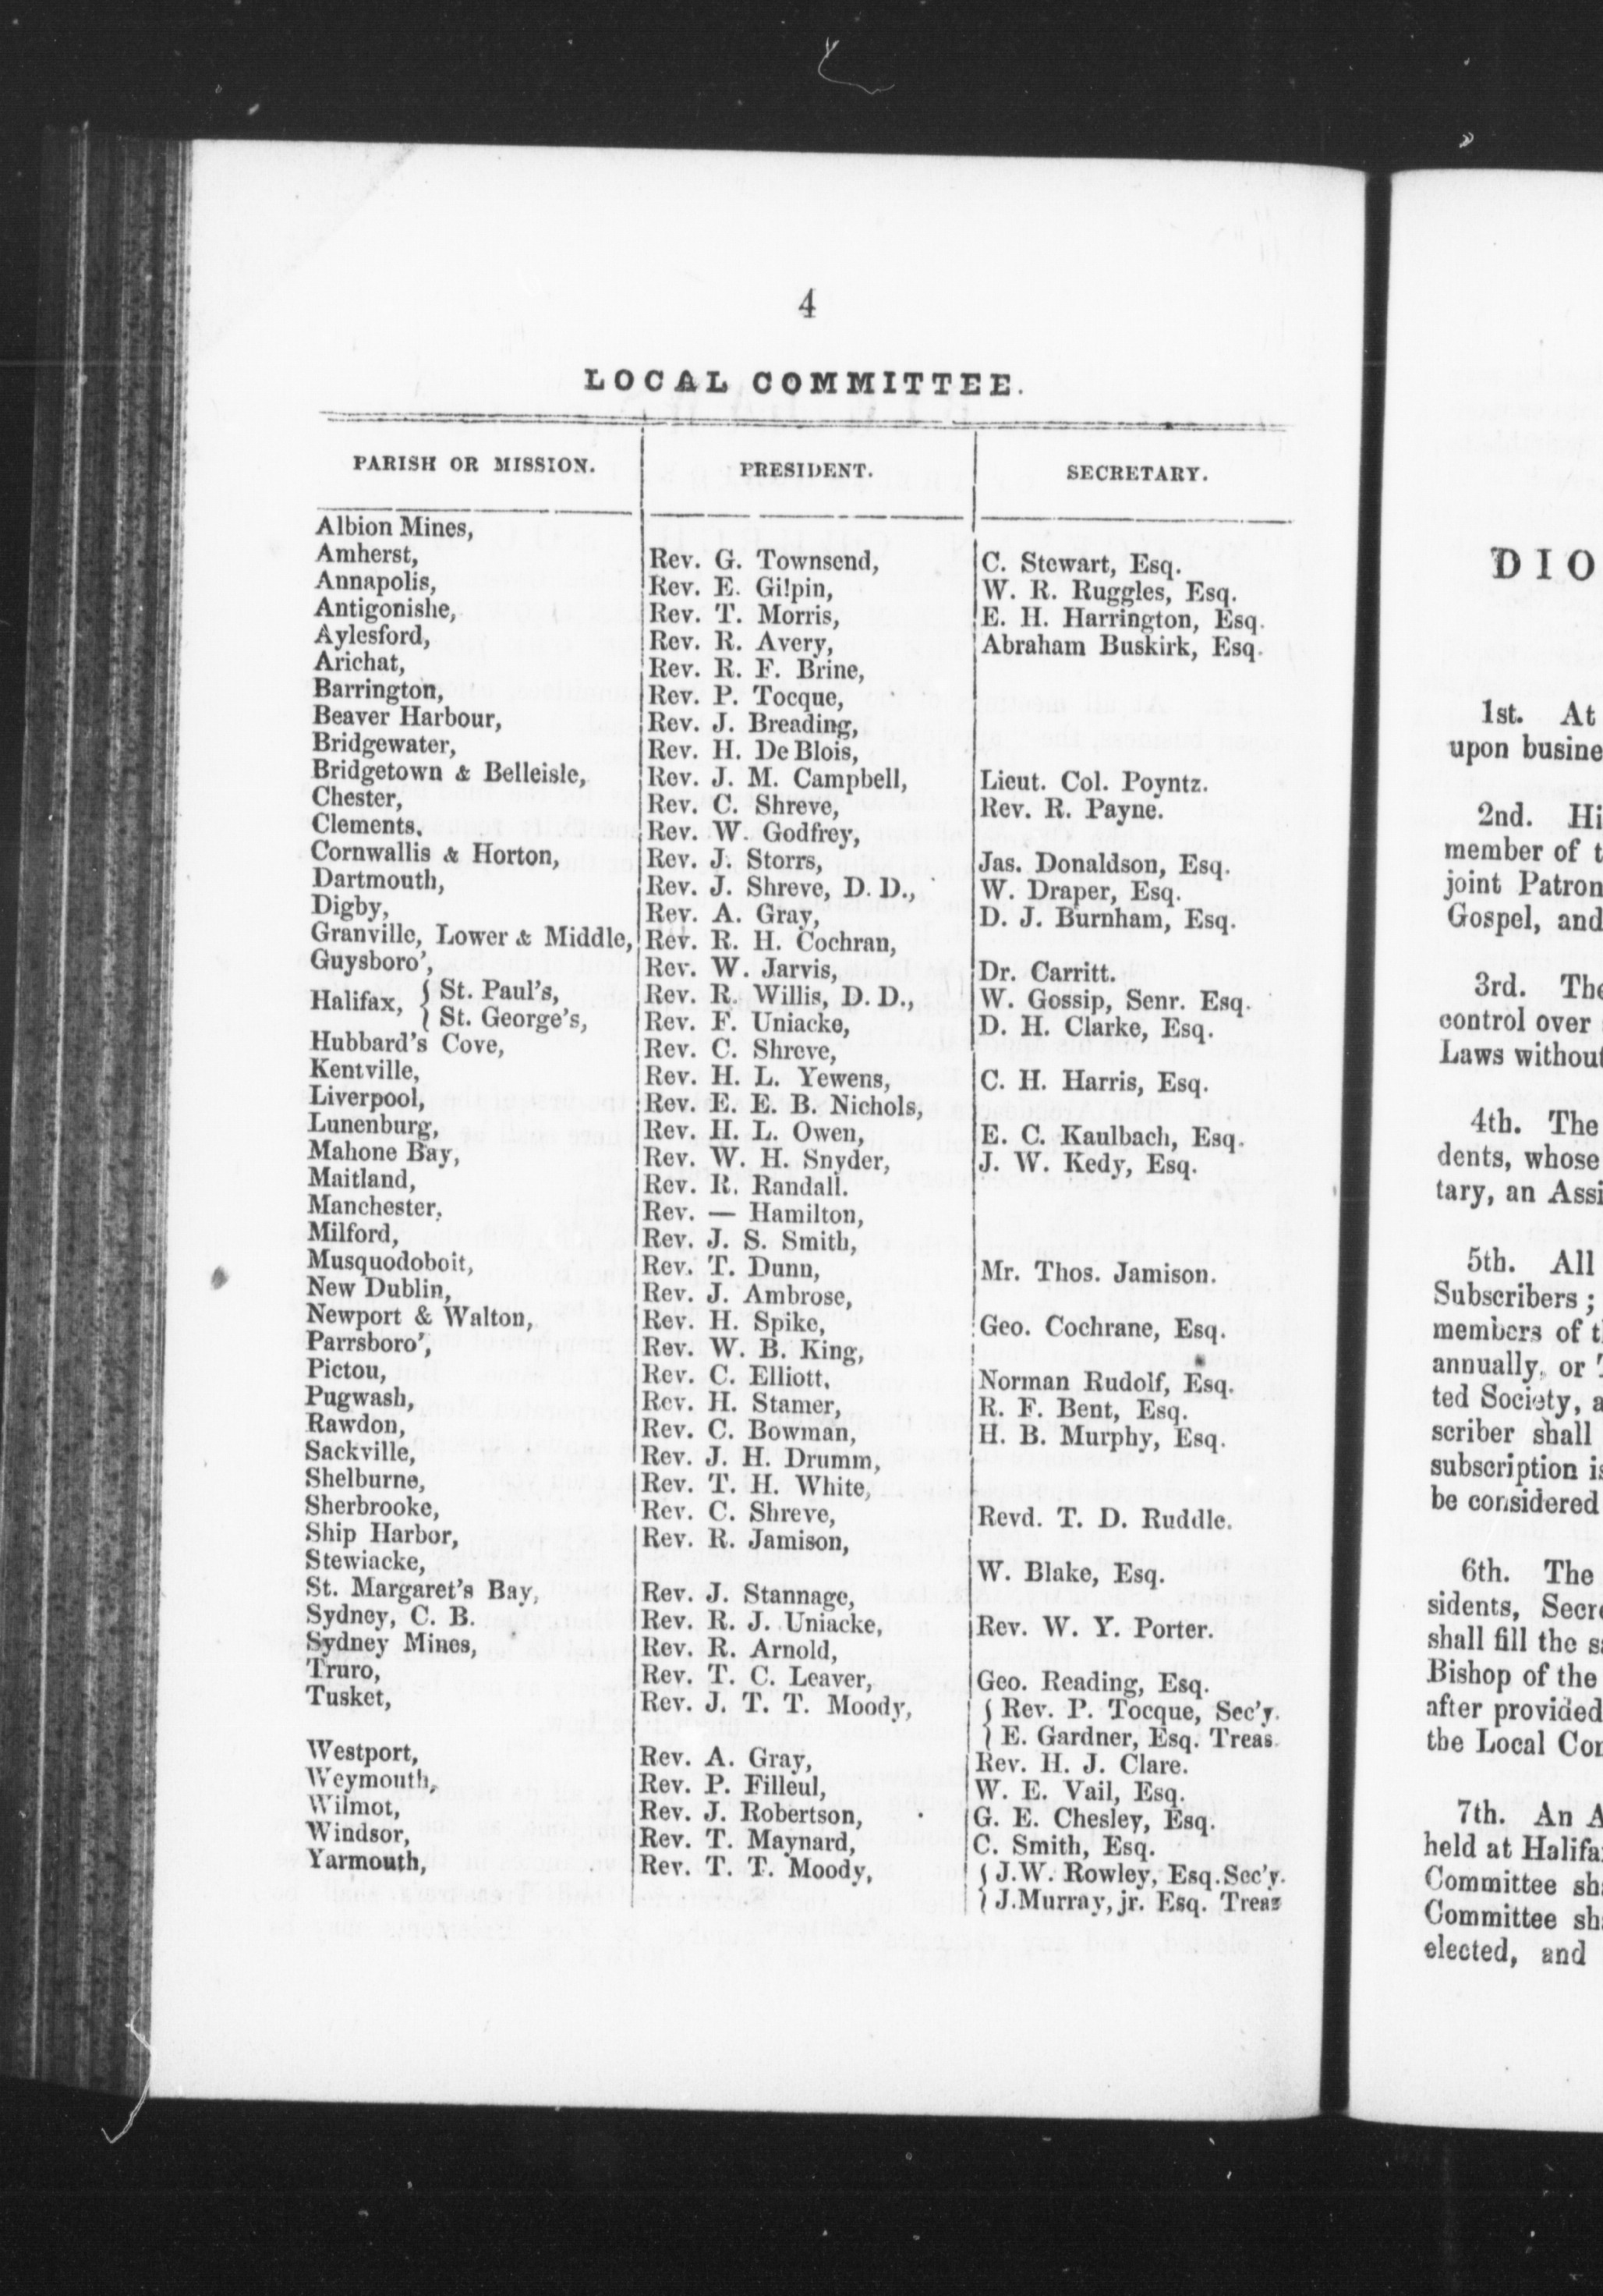 4
LOCAL COMMITTEE.
PARISH OR MISSION. PRESIDENT. SECRETARY.
Albion Mines,
Amherst, Rev. G. Townsend, C. Stewart, Esq.
Annapolis, Rev. E. Gilpin, W. R. Ruggles, Esq.
Antigonishe, Rev. T. Morris, E. H. Harrington, Esq.
Aylesford, Rev. R. Avery, Abraham Buskirk, Esq.
Arichat, Rev. R. F. Brine,
Barrington, Rev. P. Tocque,
Beaver Harbour, Rev. J. Breading,
Bridgewater, Rev. H. DeBlois,
Bridgetown & Belleisle, Rev. J. M. Campbell, Lieut. Col. Poyntz.
Chester, Rev. C. Shreve, Rev. R. Payne.
Clements. Rev. W. Godfrey,
Cornwallis & Horton, Rev. J. Storrs, Jas. Donaldson, Esq.
Dartmouth, Rev. J. Shreve, D. D., W. Draper, Esq.
Digby, Rev. A. Gray, D. J. Burnham, Esq.
Granville, Lower & Middle, Rev. R. H. Cochran,
Guysboro', Rev. W. Jarvis, Dr. Carritt.
Halifax, { St. Paul's, Rev. R. Willis, D. D., W. Gossip, Senr. Esq.
{ St. George's, Rev. F. Uniacke, D. H. Clarke, Esq.
Hubbard's Cove, Rev. C. Shreve,
Kentville, Rev. H. L. Yewens, C. H. Harris, Esq.
Liverpool, Rev. E. E. B. Nichols,
Lunenburg, Rev. H. L. Owen, E. C. Kaulbach, Esq.
Mahone Bay, Rev. W. H. Snyder, J. W. Kedy, Esq.
Maitland, Rev. R. Randall.
Manchester, Rev. — Hamilton,
Milford, Rev. J. S. Smith,
Musquodoboit, Rev. T. Dunn, Mr. Thos. Jamison.
New Dublin, Rev. J. Ambrose,
Newport & Walton, Rev. H. Spike, Geo. Cochrane, Esq.
Parrsboro', Rev. W. B. King,
Pictou, Rev. C. Elliott, Norman Rudolf, Esq.
Pugwash, Rev. H. Stamer, R. F. Bent, Esq.
Rawdon, Rev. C. Bowman, H. B. Murphy, Esq.
Sackville, Rev. J. H. Drumm,
Shelburne, Rev. T. H. White,
Sherbrooke, Rev. C. Shreve, Revd. T. D. Ruddle.
Ship Harbor, Rev. R. Jamison,
Stewiacke, W. Blake, Esq.
St. Margaret's Bay, Rev. J. Stannage,
Sydney, C. B. Rev. R. J. Uniacke, Rev. W. Y. Porter.
Sydney Mines, Rev. R. Arnold,
Truro, Rev. T. C. Leaver, Geo. Reading, Esq.
Tusket, Rev. J. T. T. Moody, { Rev. P. Tocque, Sec'y.
} E. Gardner, Esq. Treas.
Westport, Rev. A. Gray, Rev. H. J. Clare.
Weymouth, Rev. P. Filleul, W. E. Vail, Esq.
Wilmot, Rev. J. Robertson, G. E. Chesley, Esq.
Windsor, Rev. T. Maynard, C. Smith, Esq.
Yarmouth, Rev. T. T. Moody, { J.W. Rowley, Esq. Sec'y.
} J.Murray, jr. Esq. Treas
DIO
1st. At
upon busine
2nd. Hi
member of t
joint Patron
Gospel, and
3rd. The
control over
Laws without
4th. The
dents, whose
tary, an Assi
5th. All
Subscribers;
members of t
annually, or
ted Society, a
scriber shall
subscription is
be considered
6th. The
sidents, Secre
shall fill the s
Bishop of the
after provided
the Local Co
7th. An A
held at Halifa
Committee sh
Committee sh
elected, and